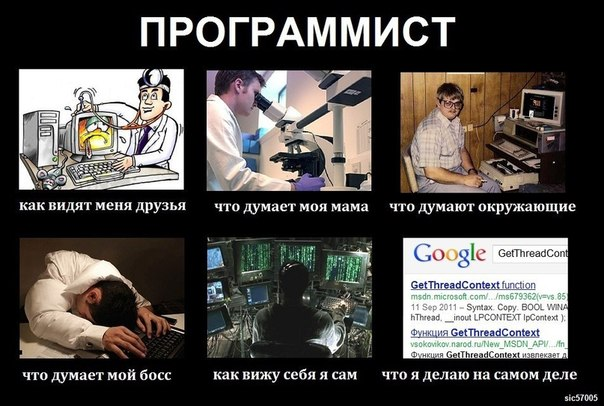 ПРОГРАММИСТ
как видят меня друзья
что думает моя мама
что думают окружающие
Google GetThreadCont
GetThreadContext function
msdn.microsoft.com/.../ms679362(v=vs.85)
11 Sep 2011 – Syntax. Copy. BOOL WINA
hThread, __inout LPCONTEXT lpContext );
Функция GetThreadContext
vsokovikov.narod.ru/New_MSDN_API/.../fn_
Функция GetThreadContext извлекает д
что думает мой босс
как вижу себя я сам
что я делаю на самом деле
sic57005